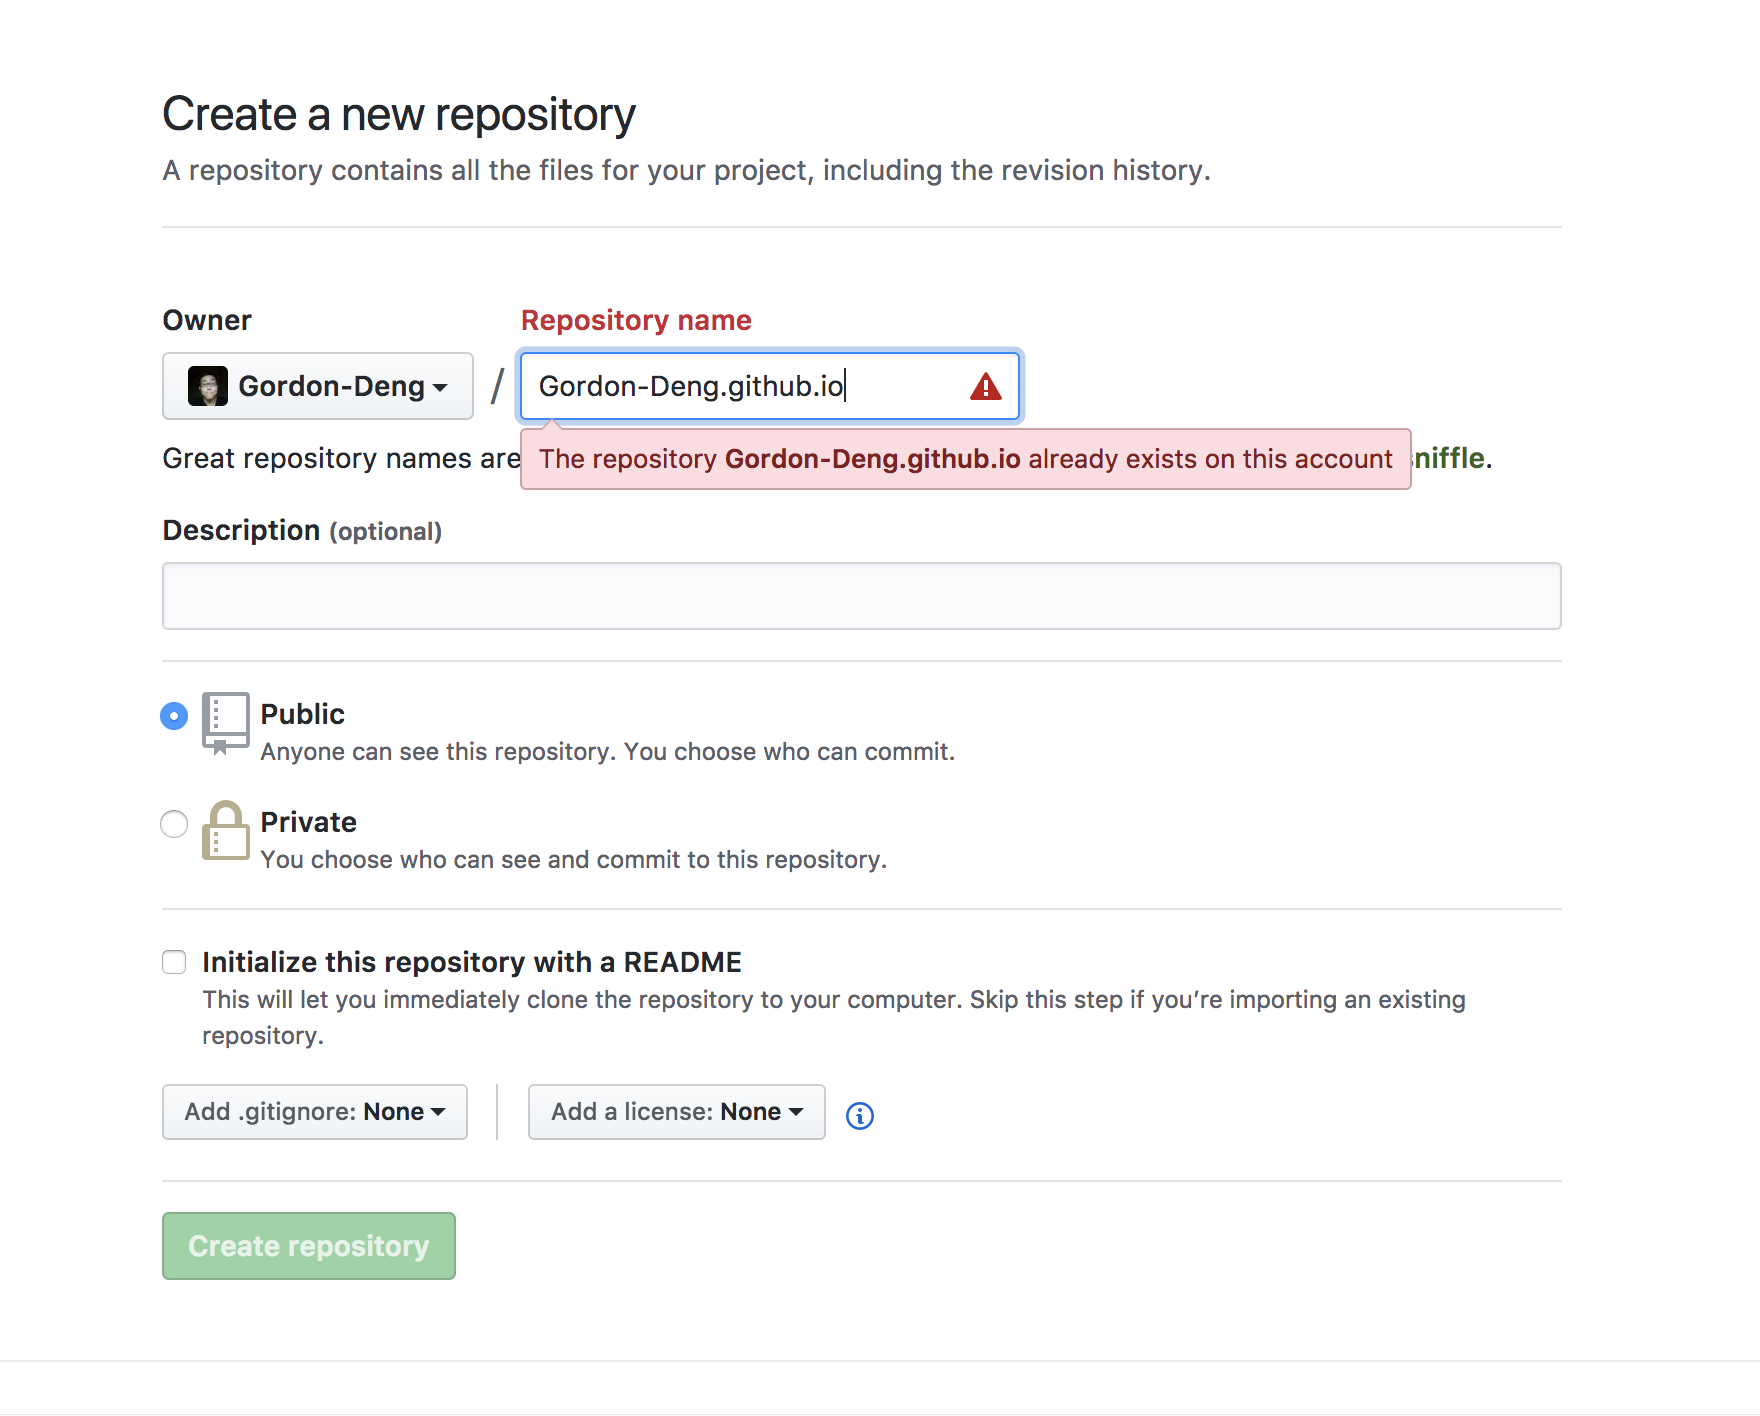 Create a new repository
A repository contains all the files for your project, including the revision history.
Owner
Repository name
Gordon-Deng
/
Gordon-Deng.github.io
Great repository names are
The repository Gordon-Deng.github.io already exists on this account
niffle.
Description (optional)
Public
Anyone can see this repository. You choose who can commit.
Private
You choose who can see and commit to this repository.
Initialize this repository with a README
This will let you immediately clone the repository to your computer. Skip this step if you’re importing an existing
repository.
Add .gitignore: None
Add a license: None
Create repository